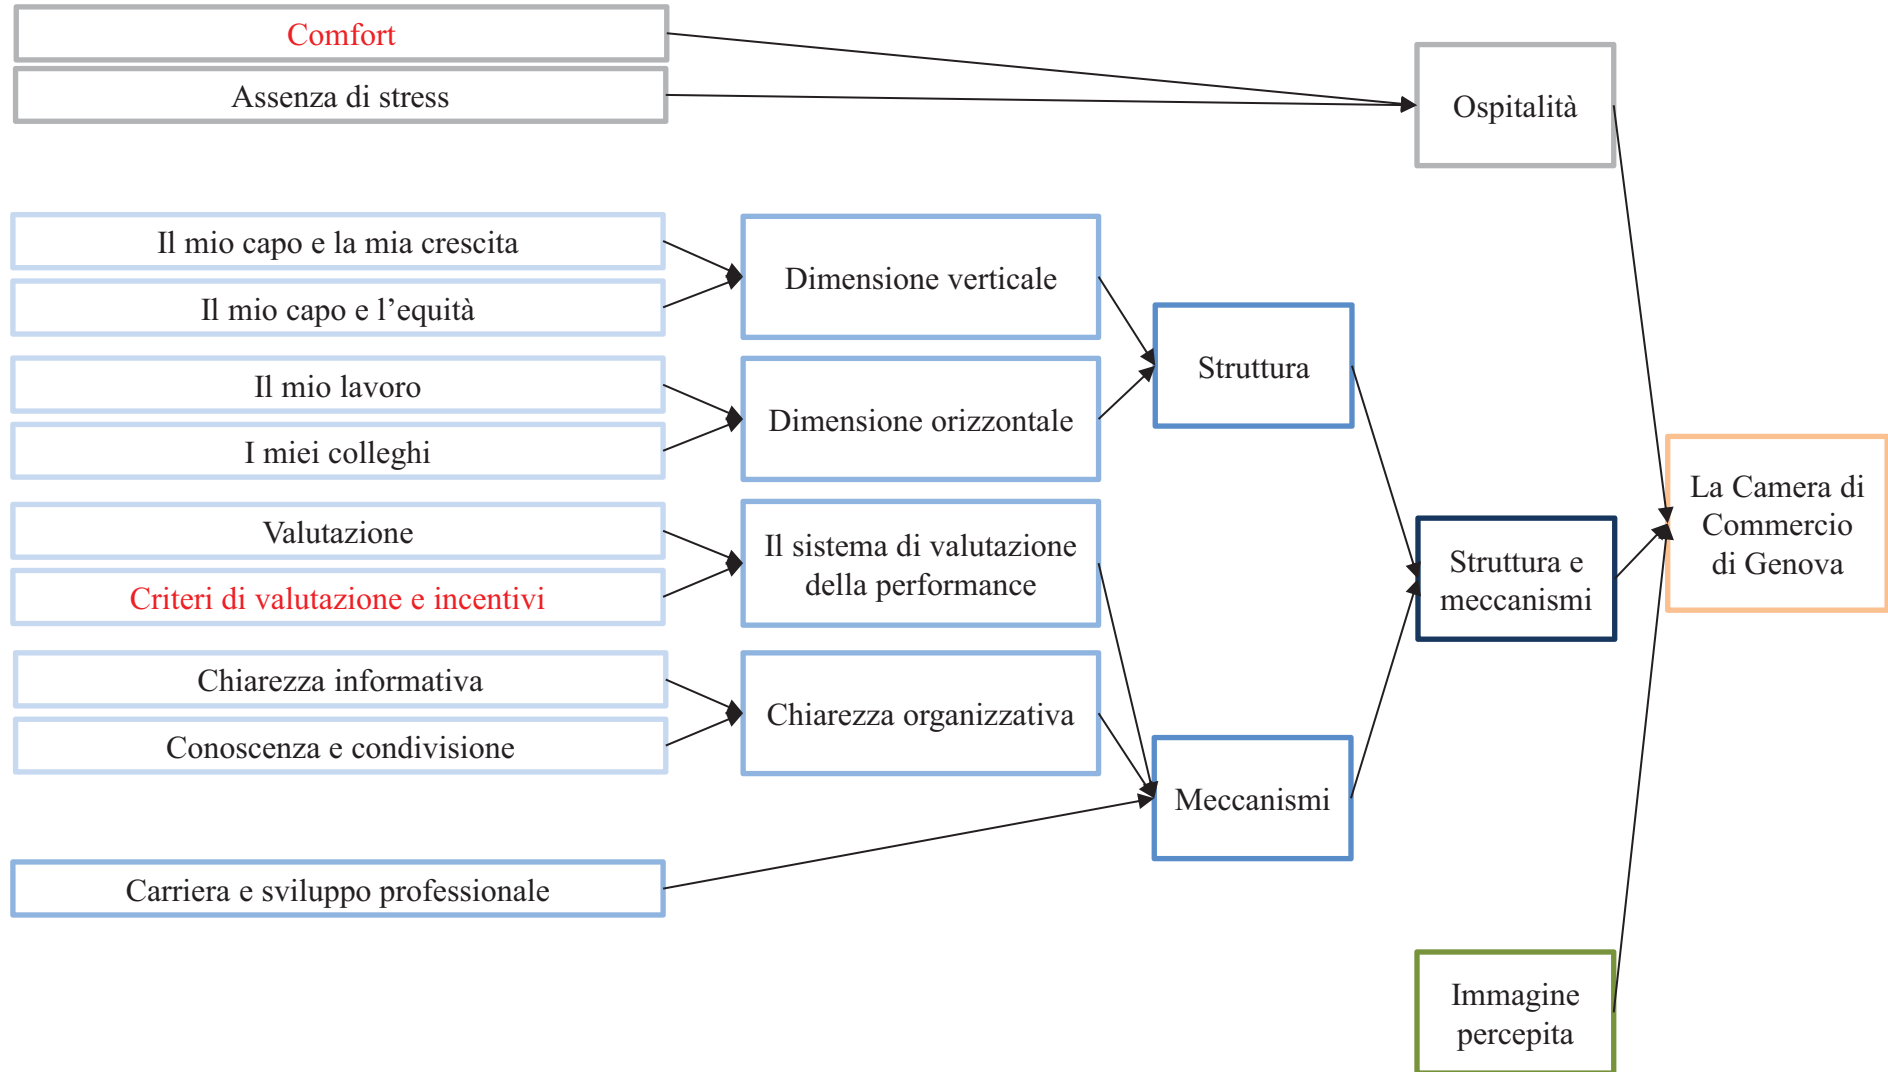 Comfort
Assenza di stress
Ospitalità
Il mio capo e la mia crescita
Il mio capo e l’equità
Dimensione verticale
Il mio lavoro
I miei colleghi
Dimensione orizzontale
Struttura
Valutazione
Criteri di valutazione e incentivi
Il sistema di valutazione
della performance
Chiarezza informativa
Conoscenza e condivisione
Chiarezza organizzativa
Carriera e sviluppo professionale
Meccanismi
Struttura e
meccanismi
Immagine
percepita
La Camera di
Commercio
di Genova